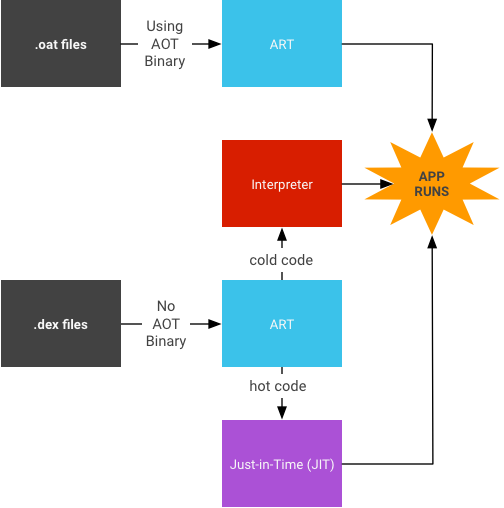 .oat files
Using
AOT
Binary
ART
Interpreter
APP
RUNS
cold code
.dex files
No
AOT
Binary
ART
hot code
Just-in-Time (JIT)